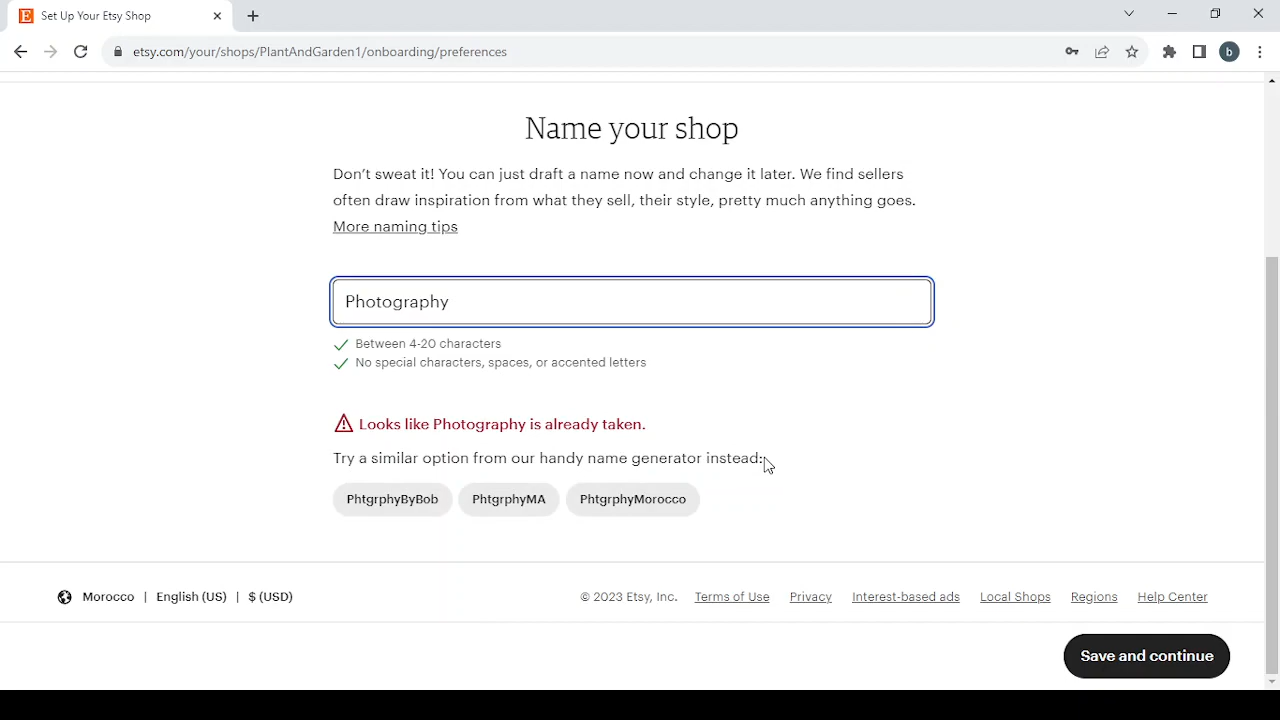 Set Up Your Etsy Shop
etsy.com/your/shops/PlantAndGarden1/onboarding/preferences
b
Name your shop
Don't sweat it! You can just draft a name now and change it later. We find sellers
often draw inspiration from what they sell, their style, pretty much anything goes.
More naming tips
Photography
Between 4-20 characters
No special characters, spaces, or accented letters
Looks like Photography is already taken.
Try a similar option from our handy name generator instead:
PhtgrphyByBob PhtgrphyMA PhtgrphyMorocco
Morocco | English (US) | $ (USD) © 2023 Etsy, Inc. Terms of Use Privacy Interest-based ads Local Shops Regions Help Center
Save and continue